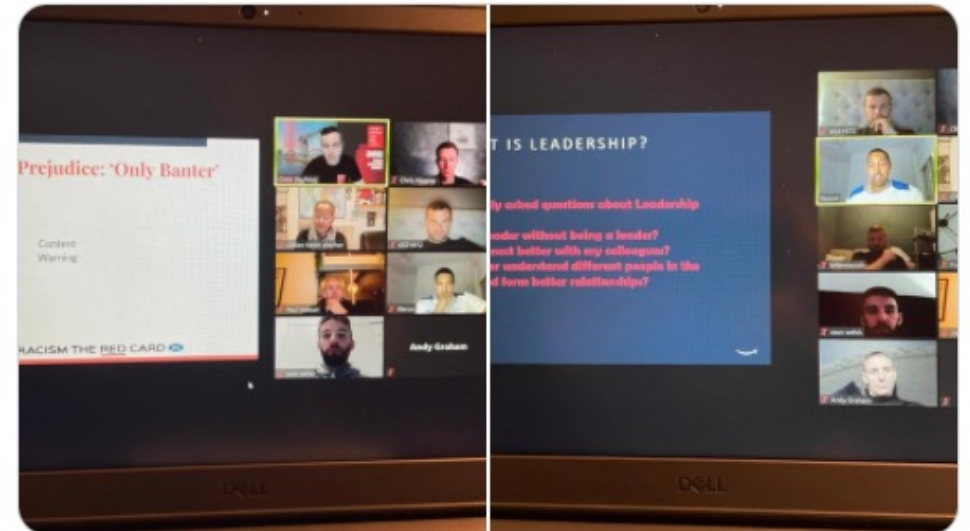 Prejudice: ‘Only Banter’
Content
Warning
RACISM THE RED CARD
Andy Graham
DELL
T IS LEADERSHIP?
ly asked questions about Leadership
eader without being a leader?
nect better with my colleagues?
er understand different people in the
d form better relationships?
Andy Graham
DELL